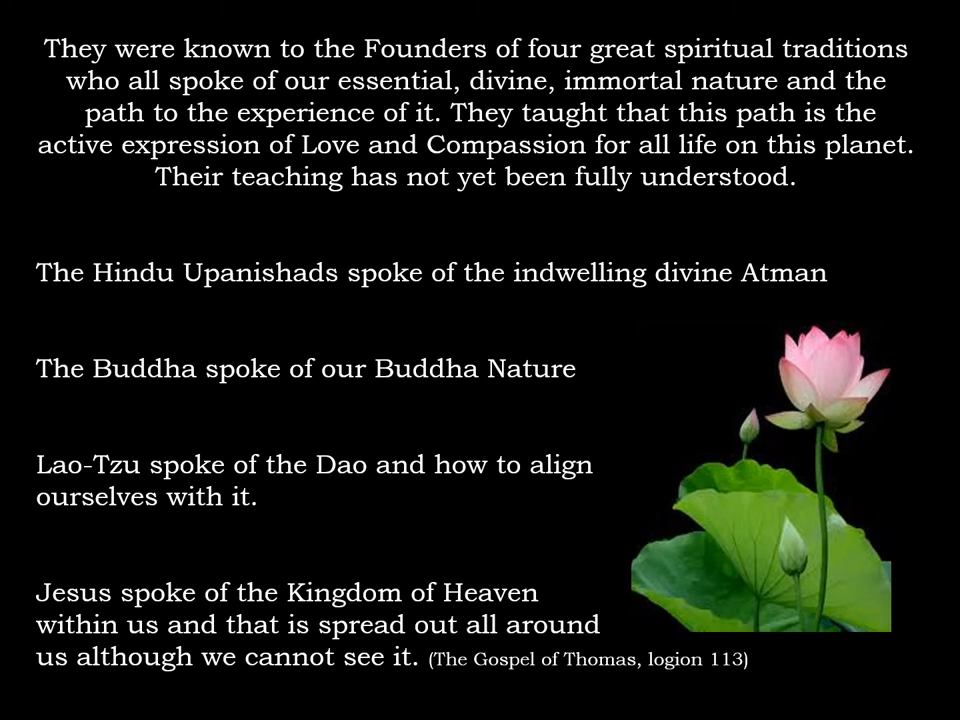 They were known to the Founders of four great spiritual traditions
who all spoke of our essential, divine, immortal nature and the
path to the experience of it. They taught that this path is the
active expression of Love and Compassion for all life on this planet.
Their teaching has not yet been fully understood.
The Hindu Upanishads spoke of the indwelling divine Atman
The Buddha spoke of our Buddha Nature
Lao-Tzu spoke of the Dao and how to align
ourselves with it.
Jesus spoke of the Kingdom of Heaven
within us and that is spread out all around
us although we cannot see it. (The Gospel of Thomas, logion 113)